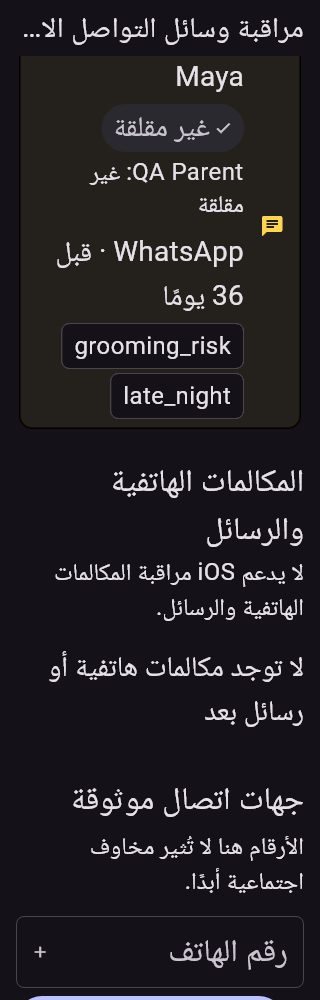 مراقبة وسائل التواصل الا...
Maya
غير مقلقة
QA Parent: غير
مقلقة
WhatsApp · قبل
36 يومًا
grooming_risk
late_night
المكالمات الهاتفية
والرسائل
لا يدعم iOS مراقبة المكالمات
الهاتفية والرسائل.
لا توجد مكالمات هاتفية أو
رسائل بعد
جهات اتصال موثوقة
الأرقام هنا لا تُثير مخاوف
اجتماعية أبدًا.
رقم الهاتف
+